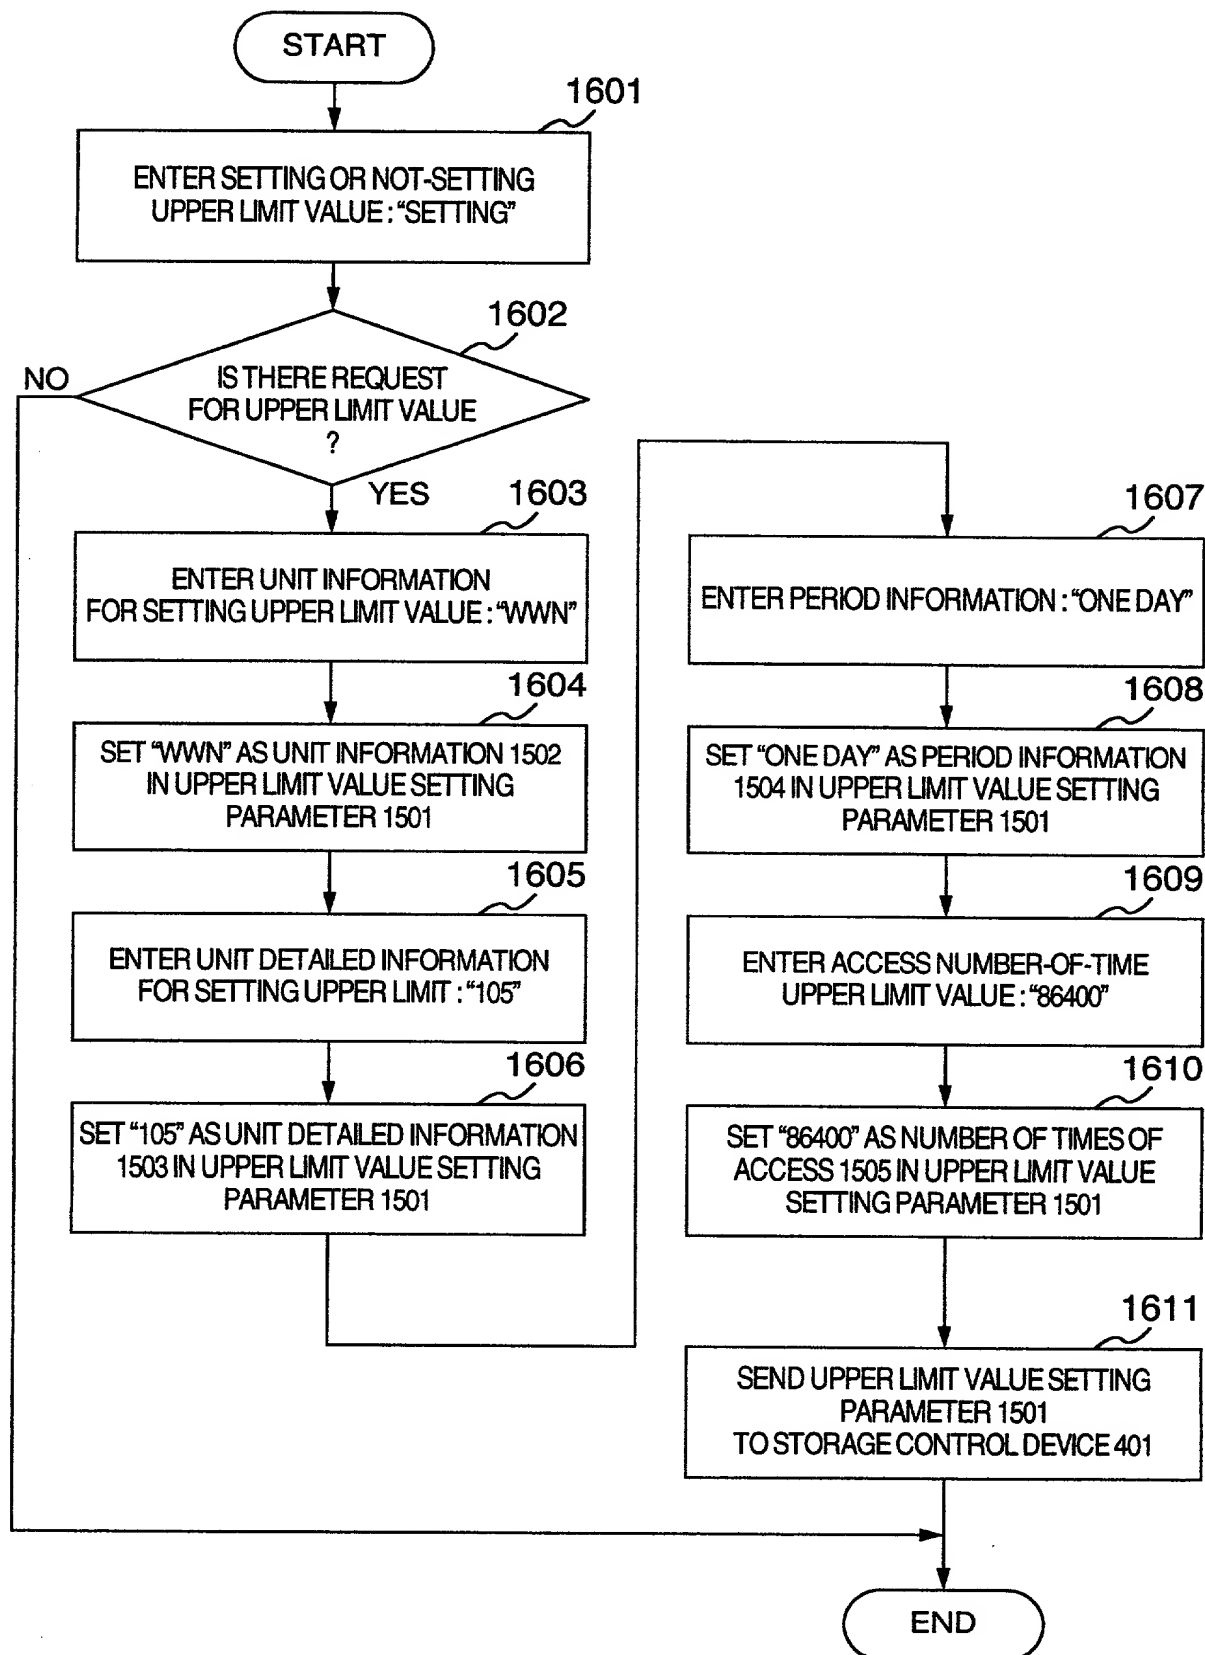 START
1601
ENTER SETTING OR NOT-SETTING
UPPER LIMIT VALUE : “SETTING”
1602
IS THERE REQUEST
FOR UPPER LIMIT VALUE
?
NO
YES
1603
ENTER UNIT INFORMATION
FOR SETTING UPPER LIMIT VALUE : “WWN”
1604
SET “WWN” AS UNIT INFORMATION 1502
IN UPPER LIMIT VALUE SETTING
PARAMETER 1501
1605
ENTER UNIT DETAILED INFORMATION
FOR SETTING UPPER LIMIT : “105”
1606
SET “105” AS UNIT DETAILED INFORMATION
1503 IN UPPER LIMIT VALUE SETTING
PARAMETER 1501
1607
ENTER PERIOD INFORMATION : “ONE DAY”
1608
SET “ONE DAY” AS PERIOD INFORMATION
1504 IN UPPER LIMIT VALUE SETTING
PARAMETER 1501
1609
ENTER ACCESS NUMBER-OF-TIME
UPPER LIMIT VALUE : “86400”
1610
SET “86400” AS NUMBER OF TIMES OF
ACCESS 1505 IN UPPER LIMIT VALUE
SETTING PARAMETER 1501
1611
SEND UPPER LIMIT VALUE SETTING
PARAMETER 1501
TO STORAGE CONTROL DEVICE 401
END